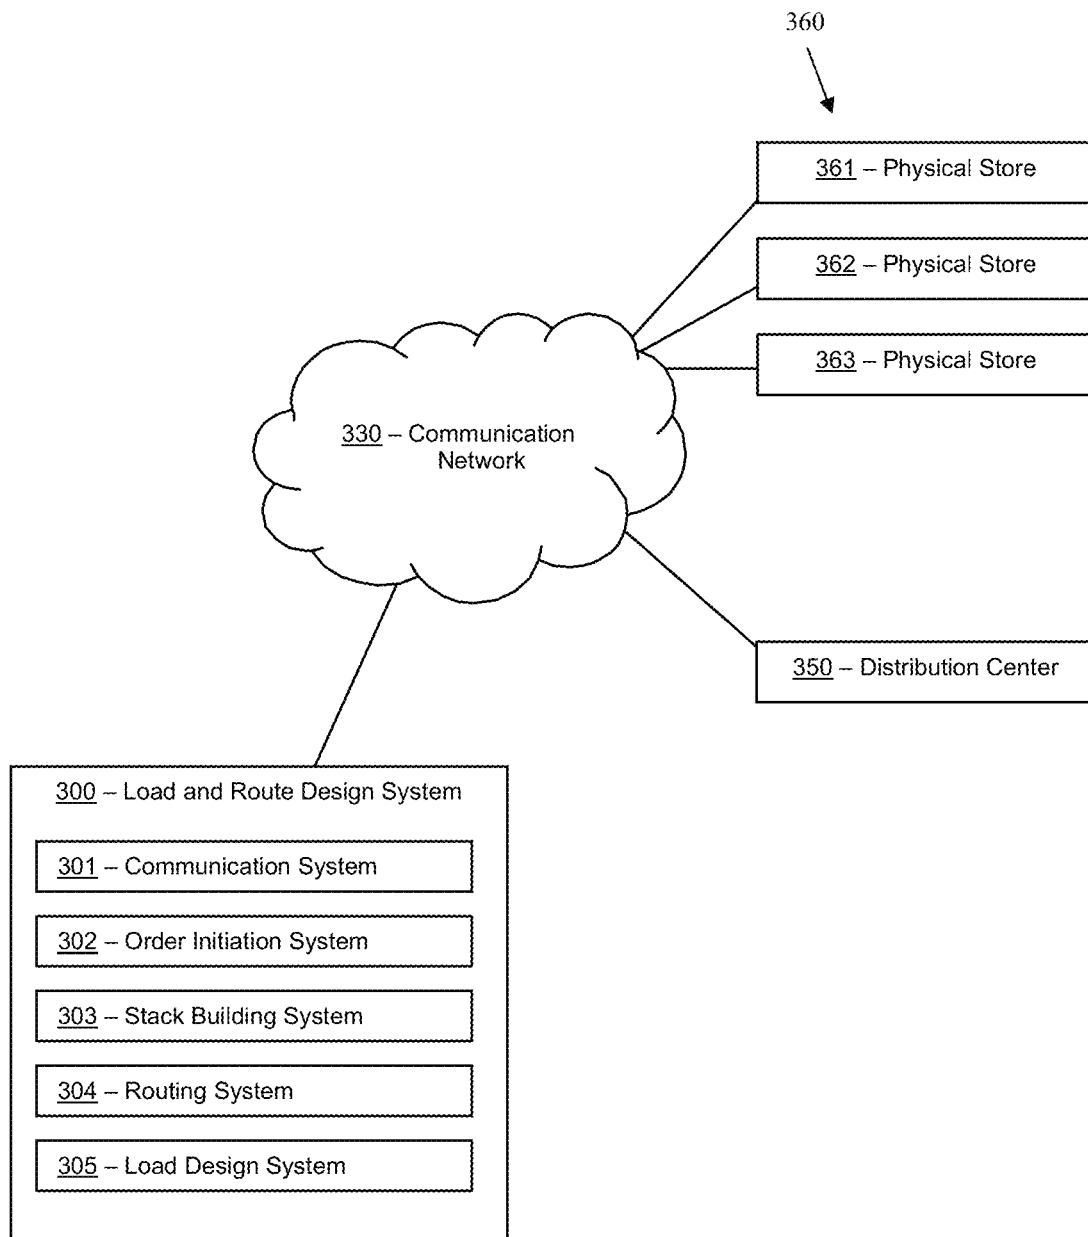 360
361 – Physical Store
362 – Physical Store
363 – Physical Store
330 – Communication
Network
350 – Distribution Center
300 – Load and Route Design System
301 – Communication System
302 – Order Initiation System
303 – Stack Building System
304 – Routing System
305 – Load Design System